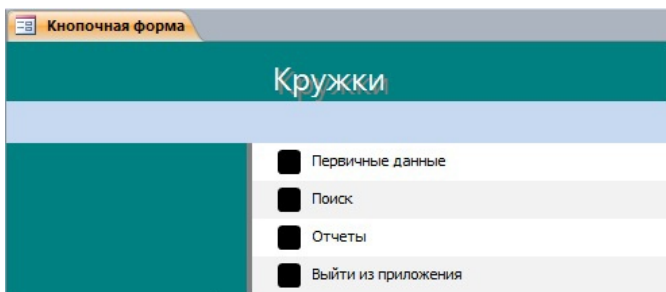 Кнопочная форма
Кружки
Первичные данные
Поиск
Отчеты
Выйти из приложения